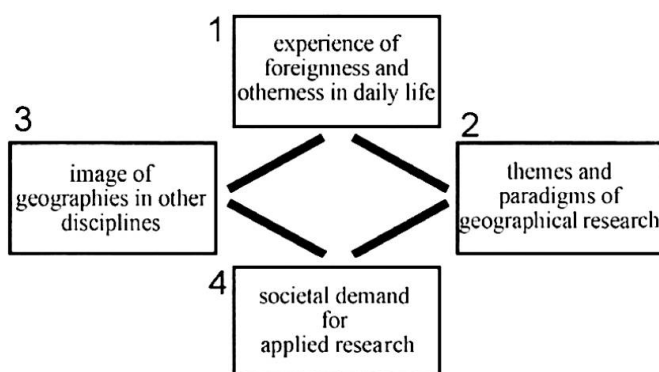 1
experience of
foreignness and
otherness in daily life
3
image of
geographies in other
disciplines
2
themes and
paradigms of
geographical research
4
societal demand
for
applied research